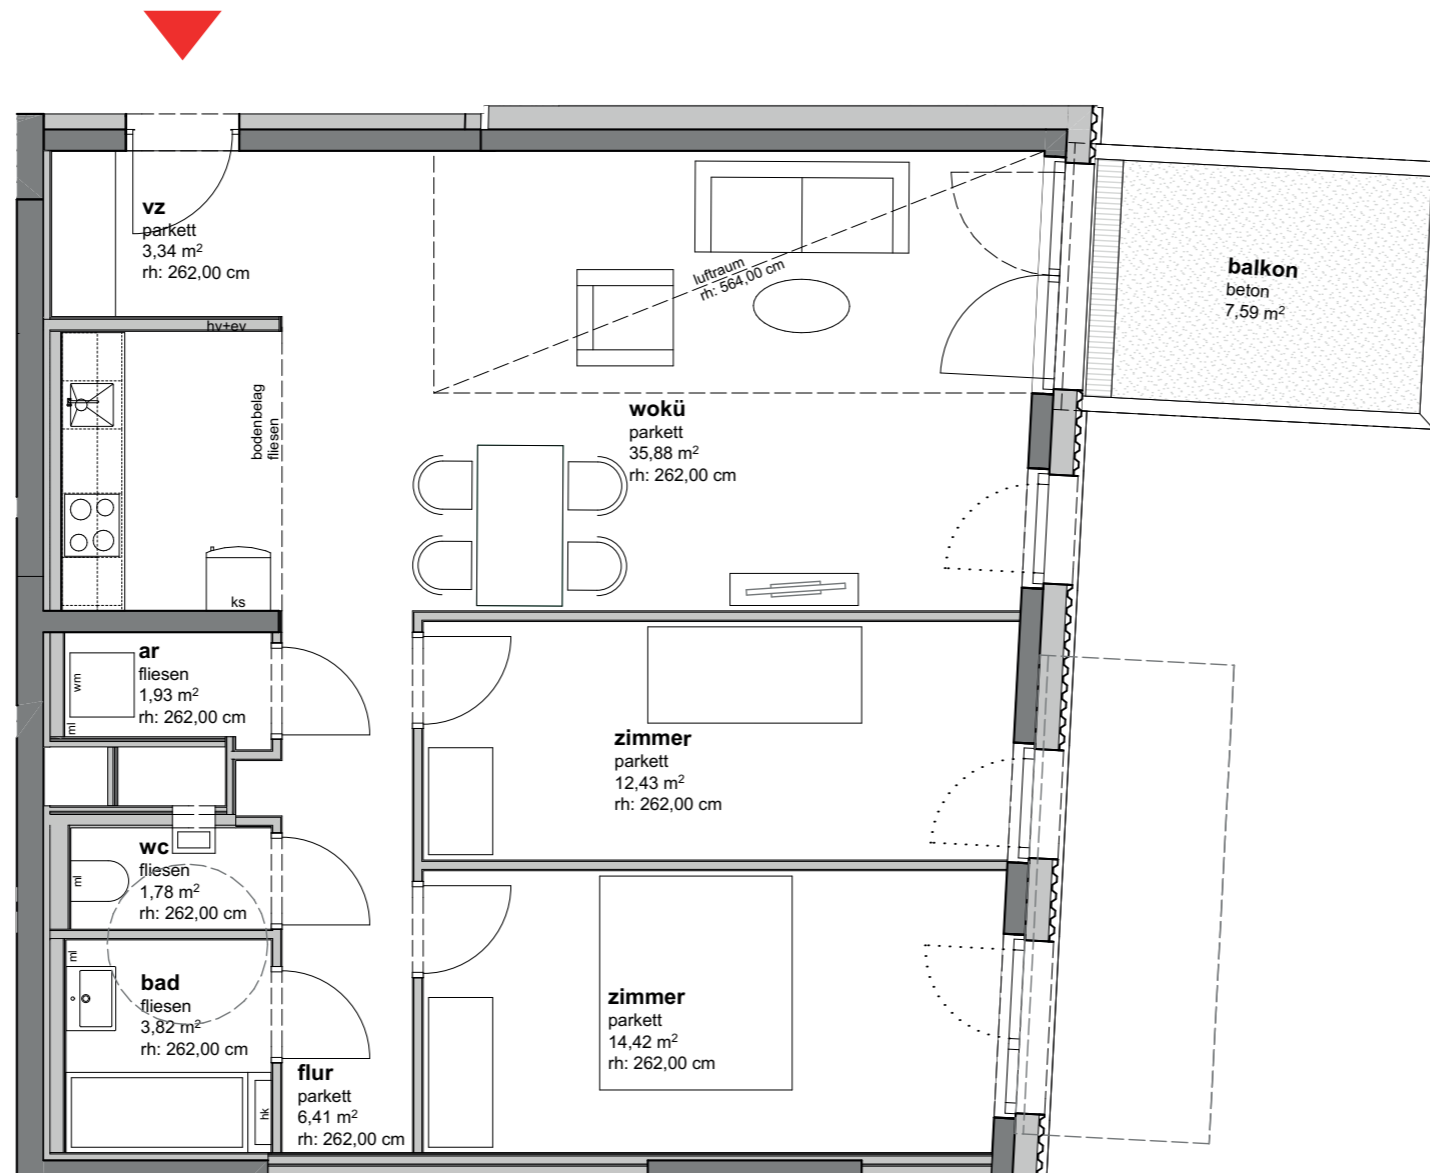 vz
parkett
3,34 m²
rh: 262,00 cm
hv+ev
luftraum
rh: 564,00 cm
balkon
beton
7,59 m²
bodenbelag
fliesen
wokü
parkett
35,88 m²
rh: 262,00 cm
ks
ar
fliesen
1,93 m²
rh: 262,00 cm
wm
ml
zimmer
parkett
12,43 m²
rh: 262,00 cm
wc
fliesen
1,78 m²
rh: 262,00 cm
ml
bad
fliesen
3,82 m²
rh: 262,00 cm
ml
hk
zimmer
parkett
14,42 m²
rh: 262,00 cm
flur
parkett
6,41 m²
rh: 262,00 cm